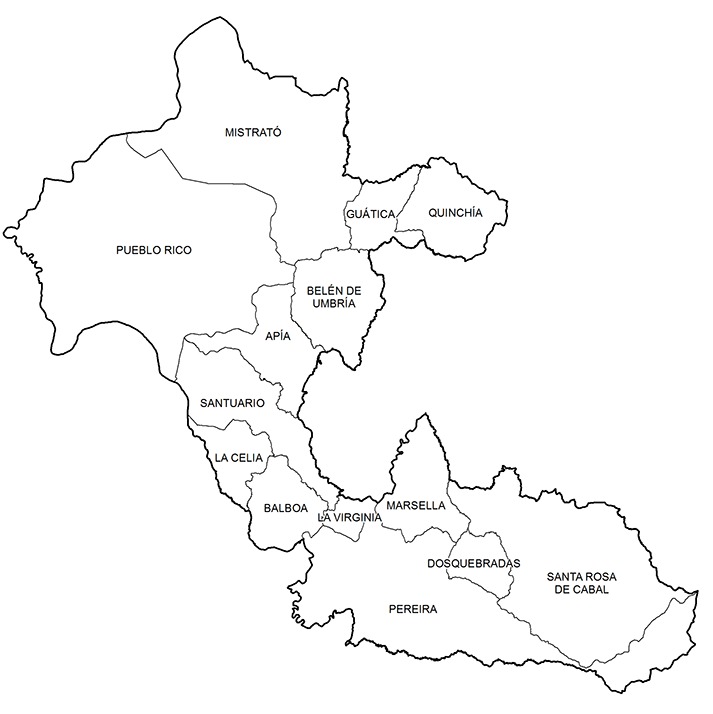 MISTRATÓ
GUÁTICA
QUINCHÍA
PUEBLO RICO
BELÉN DE
UMBRÍA
APÍA
SANTUARIO
LA CELIA
BALBOA
LA VIRGINIA
MARSELLA
DOSQUEBRADAS
SANTA ROSA
DE CABAL
PEREIRA